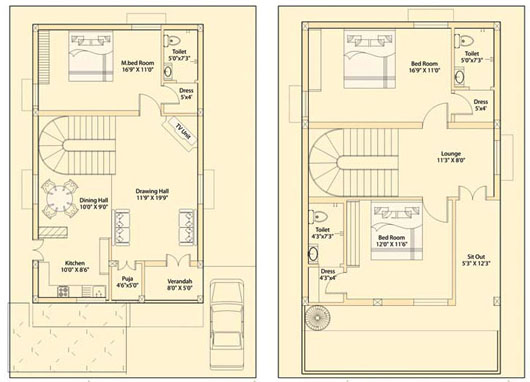 M.bed Room
16'9" X 11'0"
Toilet
5'0"x7'3"
Dress
5'x4'
TV Unit
Dining Hall
10'0" X 9'0"
Drawing Hall
11'9" X 19'9"
Kitchen
10'0" X 8'6"
Puja
4'6"x5'0"
Verandah
8'0" X 5'0"
Bed Room
16'9" X 11'0"
Toilet
5'0"x7'3"
Dress
5'x4'
Lounge
11'3" X 8'0"
Toilet
4'3"x7'3"
Bed Room
12'0" X 11'6"
Dress
4'3"x4'
Sit Out
5'3" X 12'3"